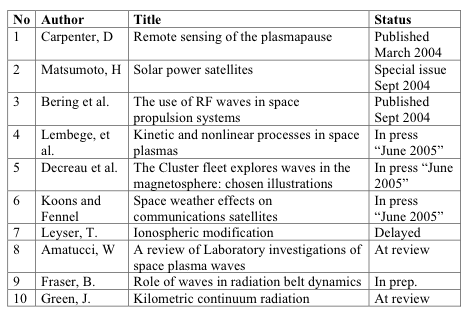 No Author Title Status
1 Carpenter, D Remote sensing of the plasmapause Published
March 2004
2 Matsumoto, H Solar power satellites Special issue
Sept 2004
3 Bering et al. The use of RF waves in space Published
propulsion systems Sept 2004
4 Lembege, et Kinetic and nonlinear processes in space In press
al. plasmas “June 2005”
5 Decreau et al. The Cluster fleet explores waves in the In press “June
magnetosphere: chosen illustrations 2005”
6 Koons and Space weather effects on In press
Fennel communications satellites “June 2005”
7 Leyser, T. Ionospheric modification Delayed
8 Amatucci, W A review of Laboratory investigations of At review
space plasma waves
9 Fraser, B. Role of waves in radiation belt dynamics In prep.
10 Green, J. Kilometric continuum radiation At review